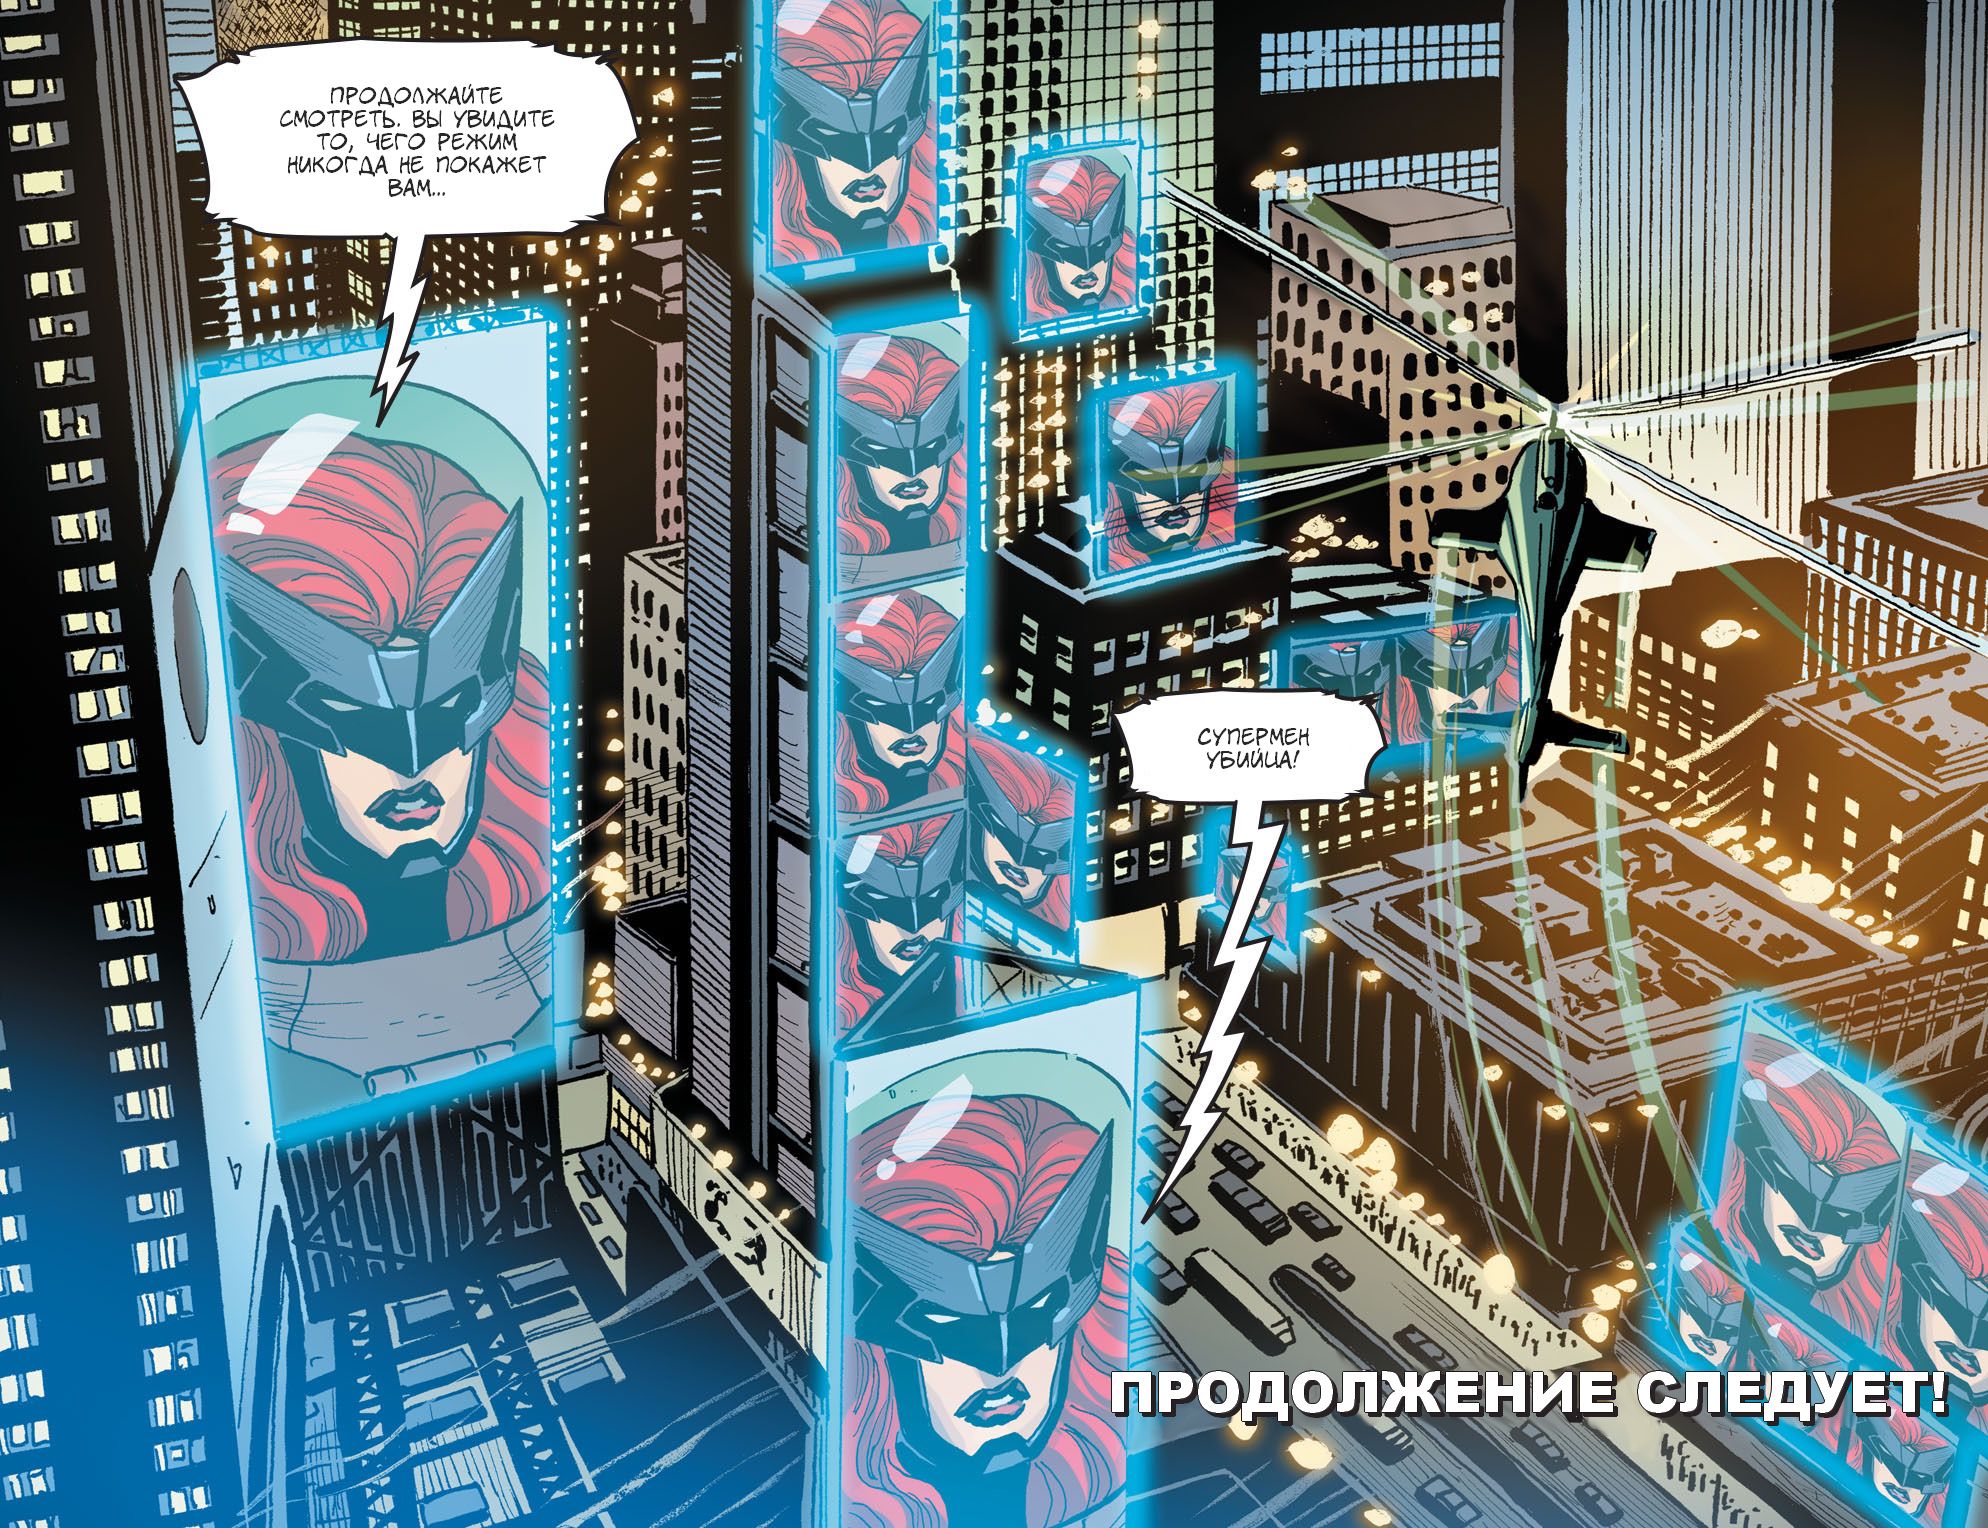 ПРОДОЛЖАЙТЕ
СМОТРЕТЬ. ВЫ УВИДИТЕ
ТО, ЧЕГО РЕЖИМ
НИКОГДА НЕ ПОКАЖЕТ
ВАМ...
СУПЕРМЕН
УБИЙЦА!
ПРОДОЛЖЕНИЕ СЛЕДУЕТ!